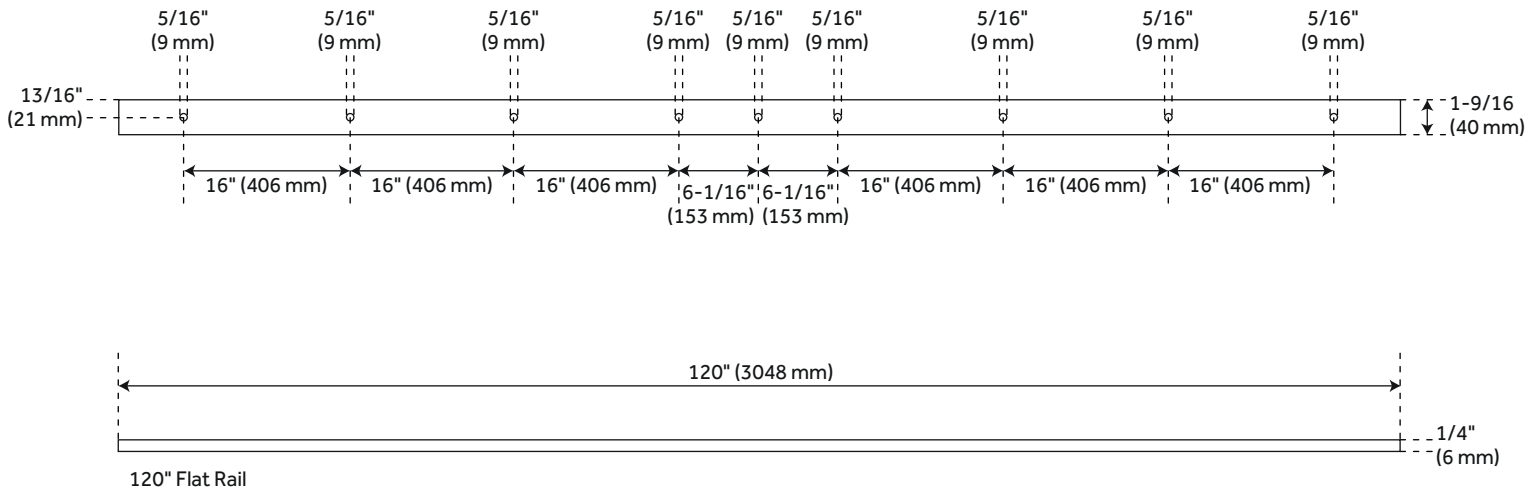 5/16" 5/16" 5/16" 5/16" 5/16" 5/16" 5/16" 5/16" 5/16"
(9 mm) (9 mm) (9 mm) (9 mm) (9 mm) (9 mm) (9 mm) (9 mm) (9 mm)
13/16"
(21 mm)
1-9/16
(40 mm)
16" (406 mm) 16" (406 mm) 16" (406 mm) 6-1/16" 6-1/16" 16" (406 mm) 16" (406 mm) 16" (406 mm)
(153 mm) (153 mm)
120" (3048 mm)
1/4"
(6 mm)
120" Flat Rail